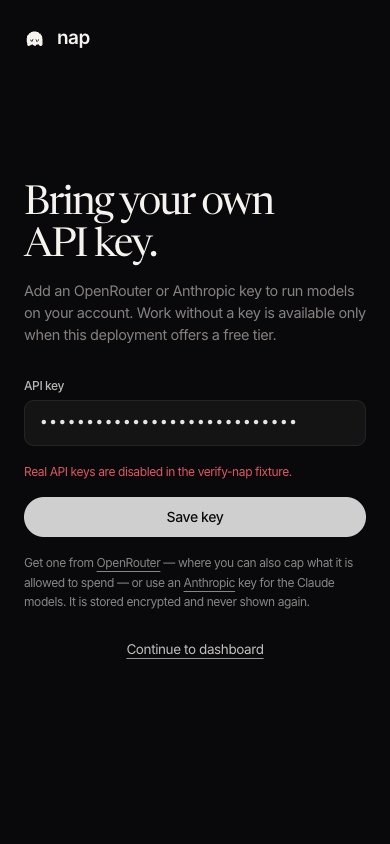 nap
Bring your own
API key.
Add an OpenRouter or Anthropic key to run models
on your account. Work without a key is available only
when this deployment offers a free tier.
API key
••••••••••••••••••••••••••••
Real API keys are disabled in the verify-nap fixture.
Save key
Get one from OpenRouter — where you can also cap what it is
allowed to spend — or use an Anthropic key for the Claude
models. It is stored encrypted and never shown again.
Continue to dashboard